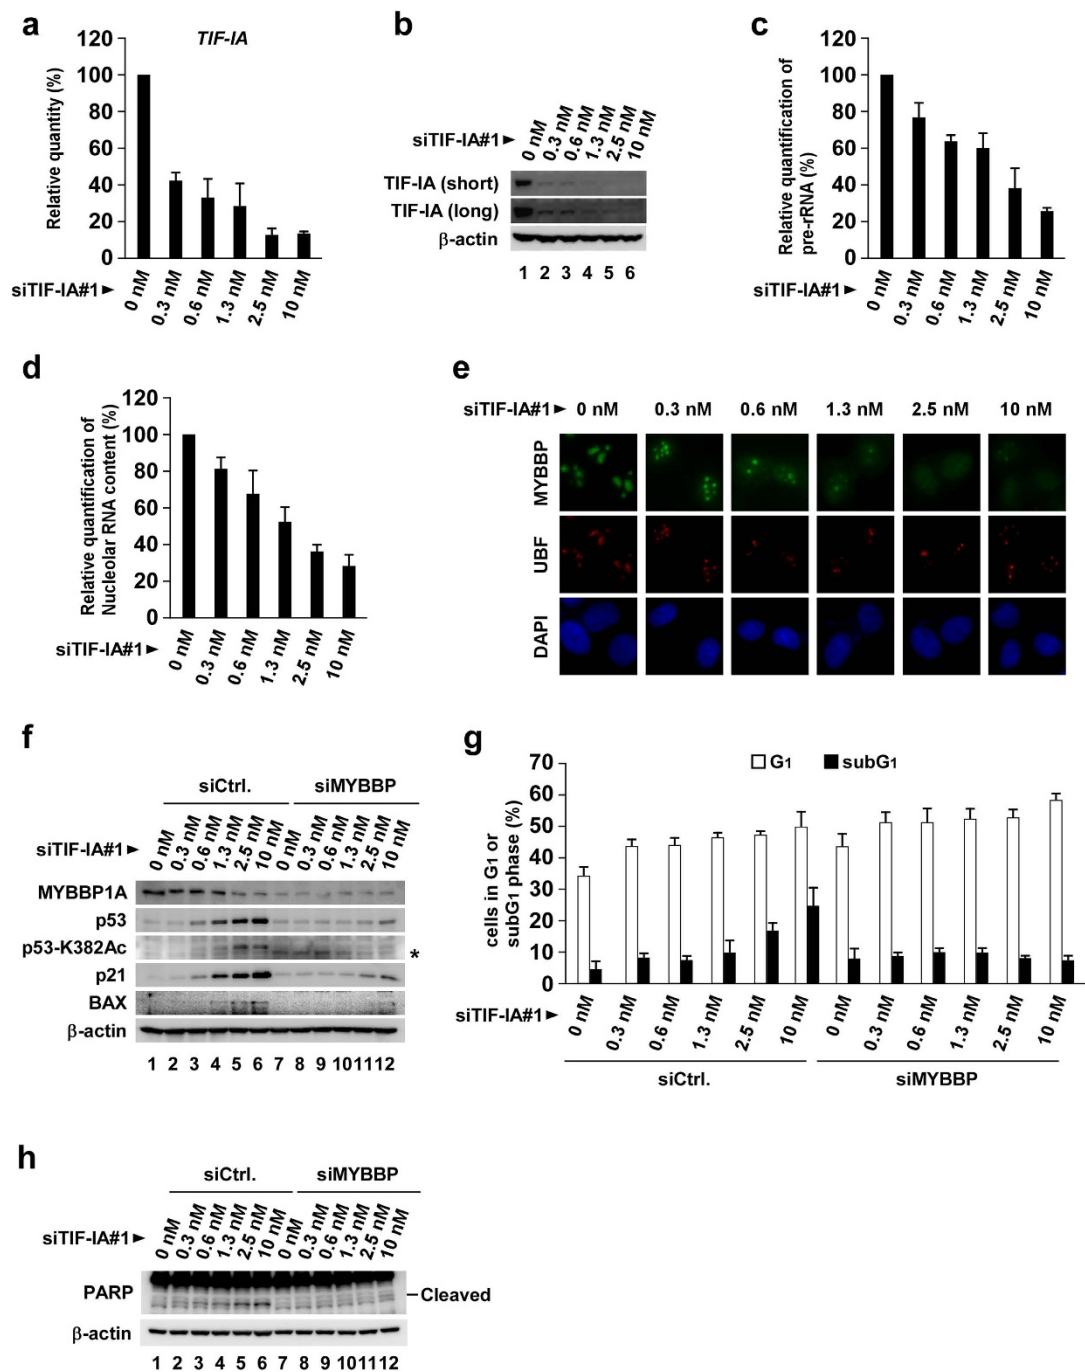 a
TIF-IA
Relative quantity (%)
120
100
80
60
40
20
0
siTIF-IA#1►
0 nM 0.3 nM 0.6 nM 1.3 nM 2.5 nM 10 nM
b
siTIF-IA#1►
0 nM 0.3 nM 0.6 nM 1.3 nM 2.5 nM 10 nM
TIF-IA (short)
TIF-IA (long)
β-actin
1 2 3 4 5 6
c
Relative quantification of
pre-rRNA (%)
120
100
80
60
40
20
0
siTIF-IA#1►
0 nM 0.3 nM 0.6 nM 1.3 nM 2.5 nM 10 nM
d
Relative quantification of
Nucleolar RNA content (%)
120
100
80
60
40
20
0
siTIF-IA#1►
0 nM 0.3 nM 0.6 nM 1.3 nM 2.5 nM 10 nM
e
siTIF-IA#1► 0 nM 0.3 nM 0.6 nM 1.3 nM 2.5 nM 10 nM
MYBBP
UBF
DAPI
f
siCtrl. siMYBBP
siTIF-IA#1►
0 nM 0.3 nM 0.6 nM 1.3 nM 2.5 nM 10 nM 0 nM 0.3 nM 0.6 nM 1.3 nM 2.5 nM 10 nM
MYBBP1A
p53
p53-K382Ac *
p21
BAX
β-actin
1 2 3 4 5 6 7 8 9 10 11 12
g
cells in G1 or
subG1 phase (%)
G1 subG1
70
60
50
40
30
20
10
0
siTIF-IA#1►
0 nM 0.3 nM 0.6 nM 1.3 nM 2.5 nM 10 nM 0 nM 0.3 nM 0.6 nM 1.3 nM 2.5 nM 10 nM
siCtrl. siMYBBP
h
siCtrl. siMYBBP
siTIF-IA#1►
0 nM 0.3 nM 0.6 nM 1.3 nM 2.5 nM 10 nM 0 nM 0.3 nM 0.6 nM 1.3 nM 2.5 nM 10 nM
PARP
Cleaved
β-actin
1 2 3 4 5 6 7 8 9 10 11 12